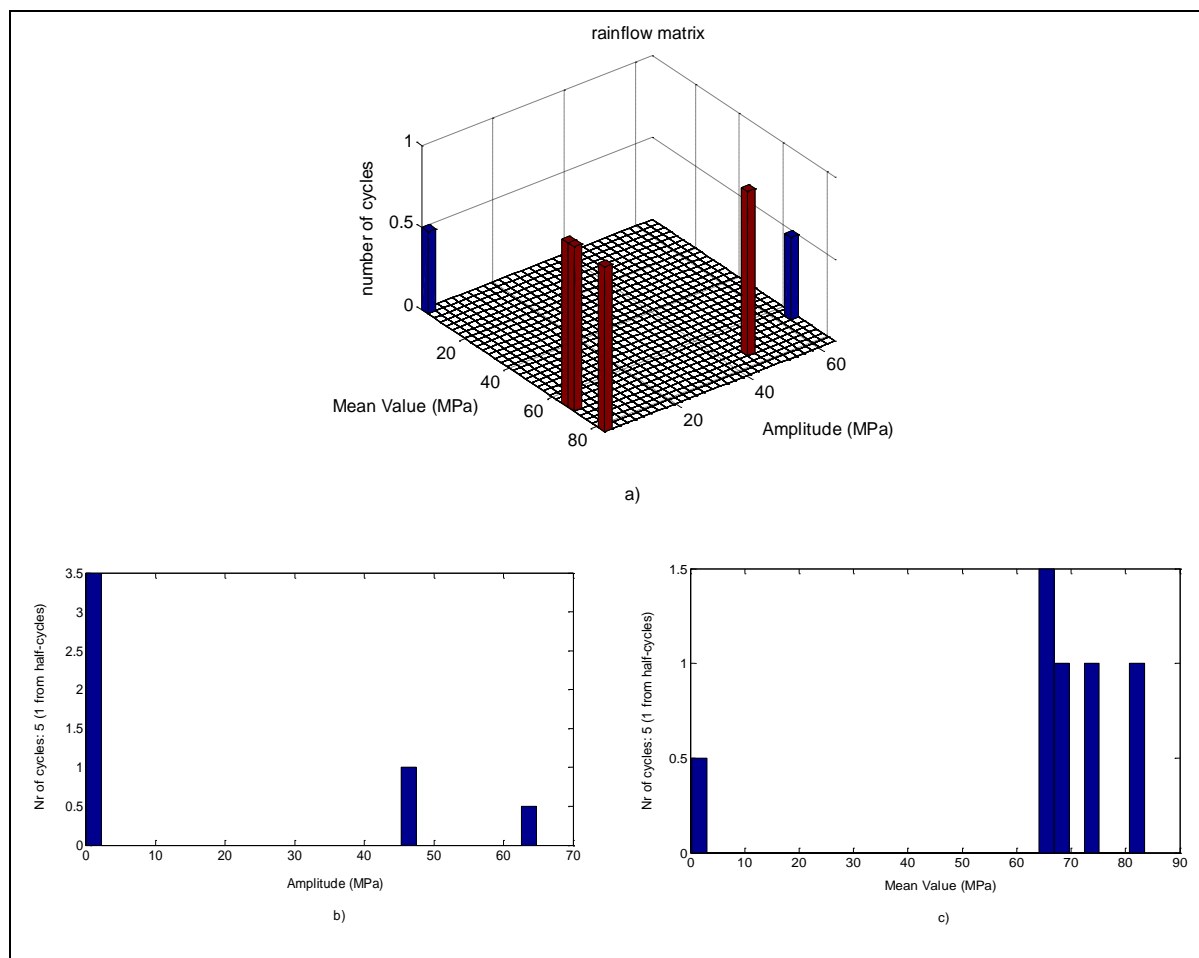 rainflow matrix
1
0.5
0
number of cycles
20
40
60
80
Mean Value (MPa)
20
40
60
Amplitude (MPa)
a)
3.5
3
2.5
2
1.5
1
0.5
0
Nr of cycles: 5 (1 from half-cycles)
0 10 20 30 40 50 60 70
Amplitude (MPa)
b)
1.5
1
0.5
0
Nr of cycles: 5 (1 from half-cycles)
0 10 20 30 40 50 60 70 80 90
Mean Value (MPa)
c)